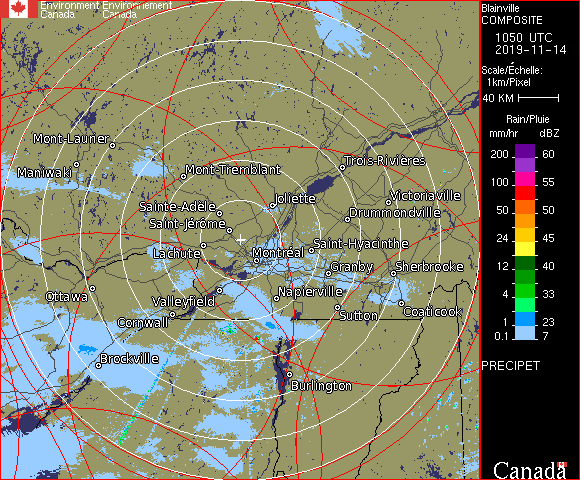 Environment Environnement
Canada Canada
Blainville
COMPOSITE
1050 UTC
2019-11-14
Scale/Échelle:
1km/Pixel
40 KM
Rain/Pluie
mm/hr dBZ
200 60
100 55
50 50
24 45
12 40
4 33
1 23
0.1 7
PRECIPET
Mont-Laurier
Maniwaki
Mont-Tremblant
Trois-Rivières
Joliette
Victoriaville
Sainte-Adèle
Drummondville
Saint-Jérôme
Lachute
Montréal
Saint-Hyacinthe
Granby
Sherbrooke
Ottawa
Valleyfield
Napierville
Cornwall
Sutton
Coaticook
Brockville
Burlington
Canada